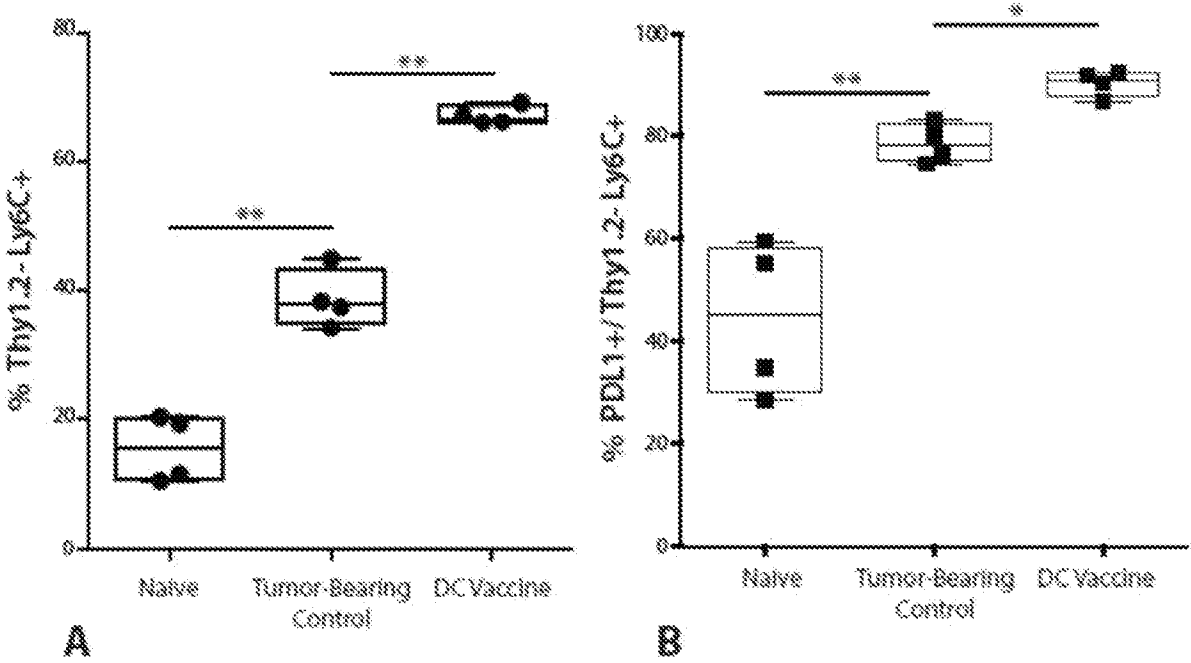 % Thy1.2- Ly6C+
80
60
40
20
0
**
**
Naive
Tumor-Bearing
Control
DC Vaccine
A
% PDL1+/ Thy1.2- Ly6C+
100
80
60
40
20
0
**
*
Naive
Tumor-Bearing
Control
DC Vaccine
B